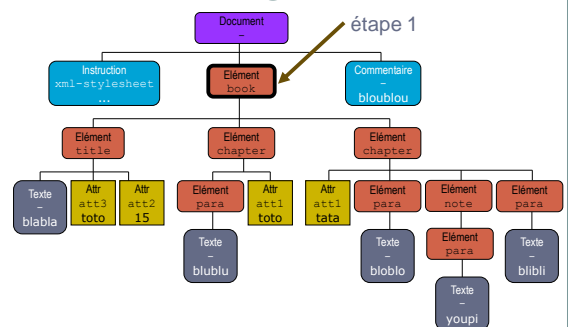 Document
–
étape 1
Instruction
xml-stylesheet
...
Elément
book
Commentaire
–
bloublou
Elément
title
Elément
chapter
Elément
chapter
Texte
–
blabla
Attr
att3
toto
Attr
att2
15
Elément
para
Attr
att1
toto
Attr
att1
tata
Elément
para
Elément
note
Elément
para
Texte
–
blublu
Texte
–
bloblo
Elément
para
Texte
–
blibli
Texte
–
youpi